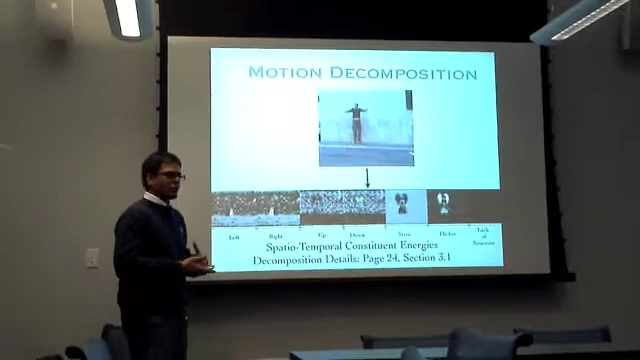 MOTION DECOMPOSITION
Left Right Up Down Static Flicker Lack
of
Structure
Spatio-Temporal Constituent Energies
Decomposition Details: Page 24, Section 3.1